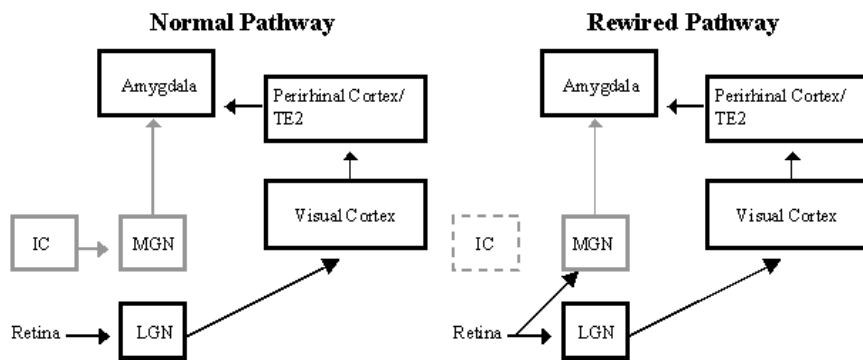 Normal Pathway
Amygdala
Perirhinal Cortex/
TE2
Visual Cortex
IC
MGN
Retina
LGN
Rewired Pathway
Amygdala
Perirhinal Cortex/
TE2
Visual Cortex
IC
MGN
Retina
LGN